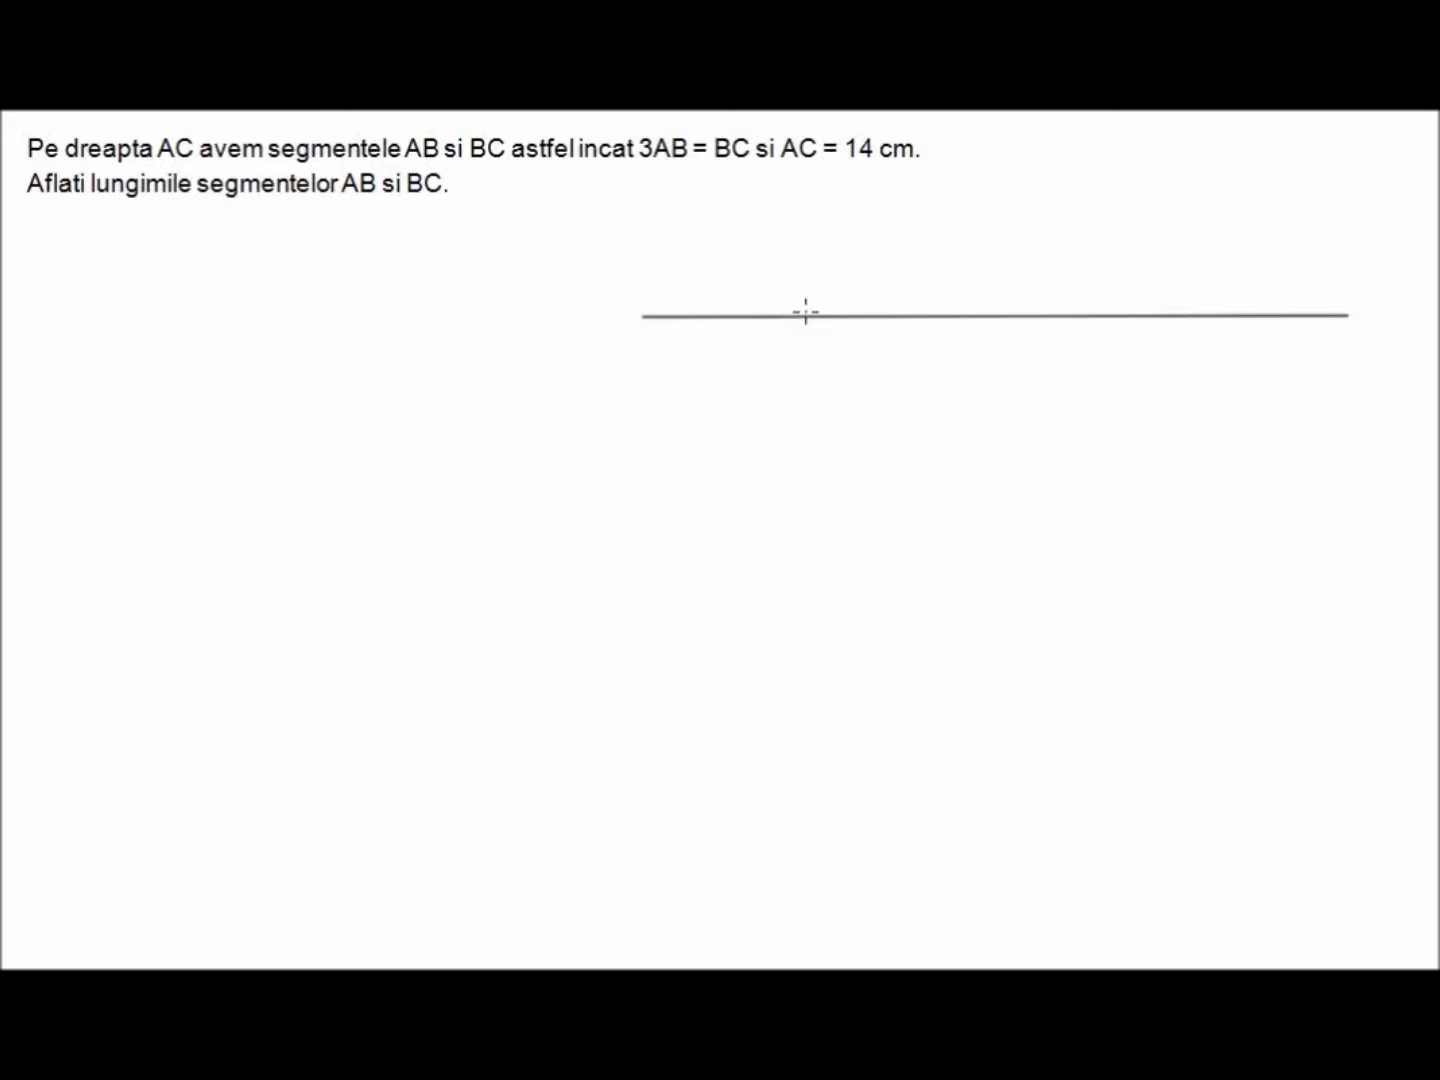 Pe dreapta AC avem segmentele AB si BC astfel incat 3AB = BC si AC = 14 cm.
Aflati lungimile segmentelor AB si BC.